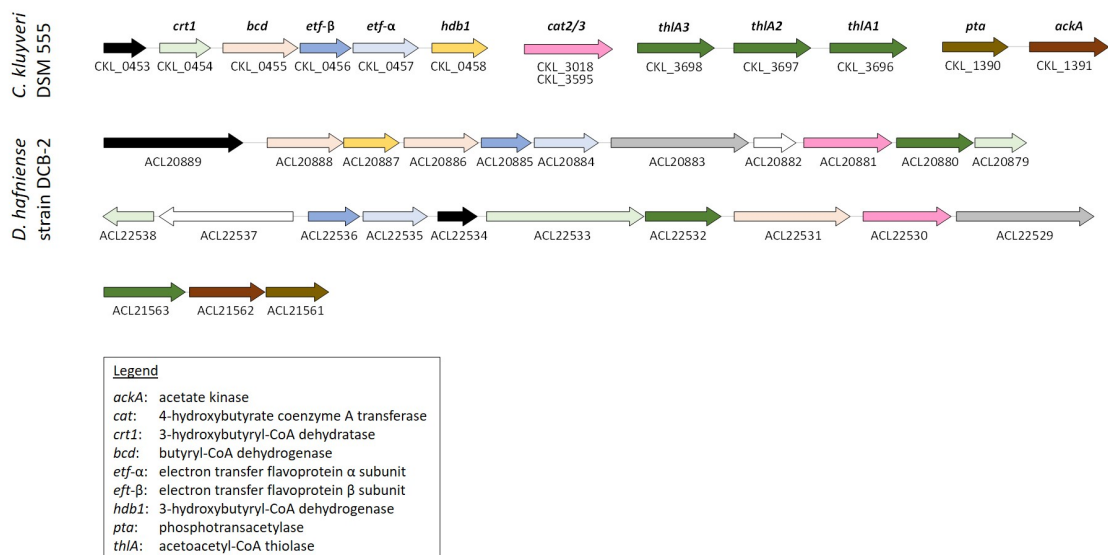 C. kluyveri
DSM 555
crt1 bcd etf-β etf-α hdb1 cat2/3 thlA3 thlA2 thlA1 pta ackA
CKL_0453 CKL_0454 CKL_0455 CKL_0456 CKL_0457 CKL_0458 CKL_3018 CKL_3698 CKL_3697 CKL_3696 CKL_1390 CKL_1391
CKL_3595
D. hafniense
strain DCB-2
ACL20889 ACL20888 ACL20887 ACL20886 ACL20885 ACL20884 ACL20883 ACL20882 ACL20881 ACL20880 ACL20879
ACL22538 ACL22537 ACL22536 ACL22535 ACL22534 ACL22533 ACL22532 ACL22531 ACL22530 ACL22529
ACL21563 ACL21562 ACL21561
Legend
ackA: acetate kinase
cat: 4-hydroxybutyrate coenzyme A transferase
crt1: 3-hydroxybutyryl-CoA dehydratase
bcd: butyryl-CoA dehydrogenase
etf-α: electron transfer flavoprotein α subunit
eft-β: electron transfer flavoprotein β subunit
hdb1: 3-hydroxybutyryl-CoA dehydrogenase
pta: phosphotransacetylase
thlA: acetoacetyl-CoA thiolase